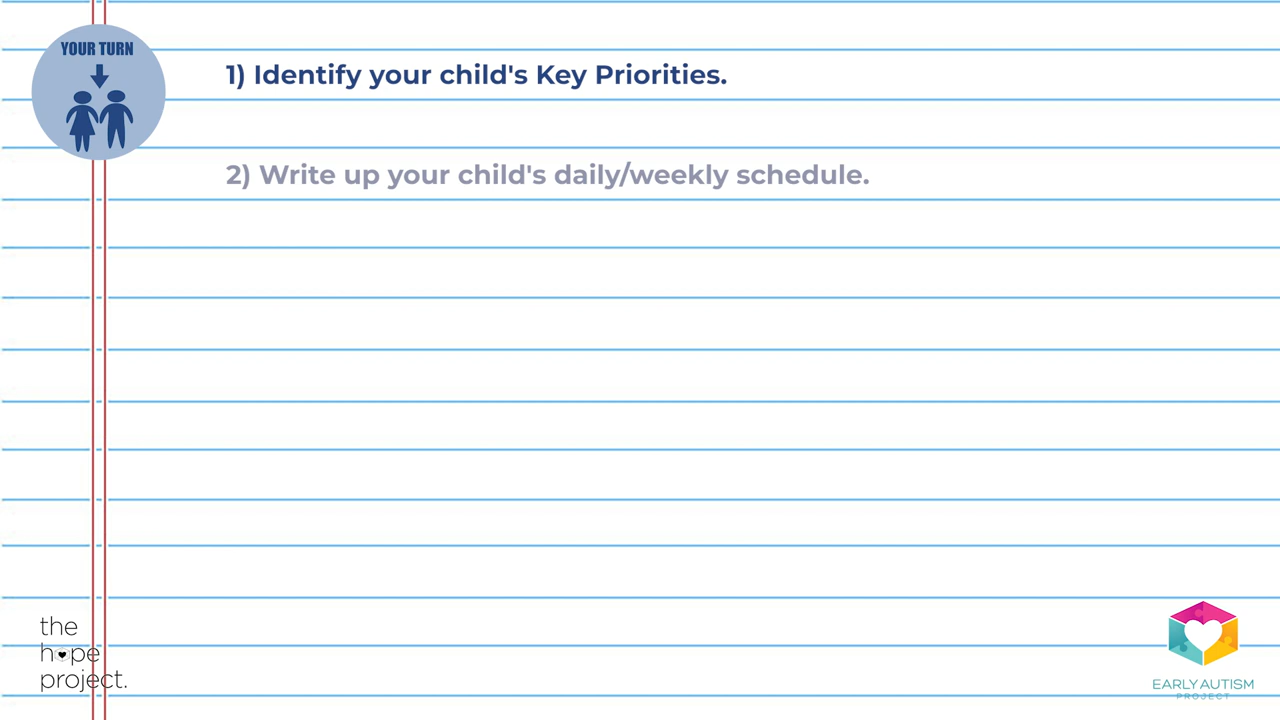 YOUR TURN
1) Identify your child's Key Priorities.
2) Write up your child's daily/weekly schedule.
the
hope
project.
EARLY AUTISM
PROJECT